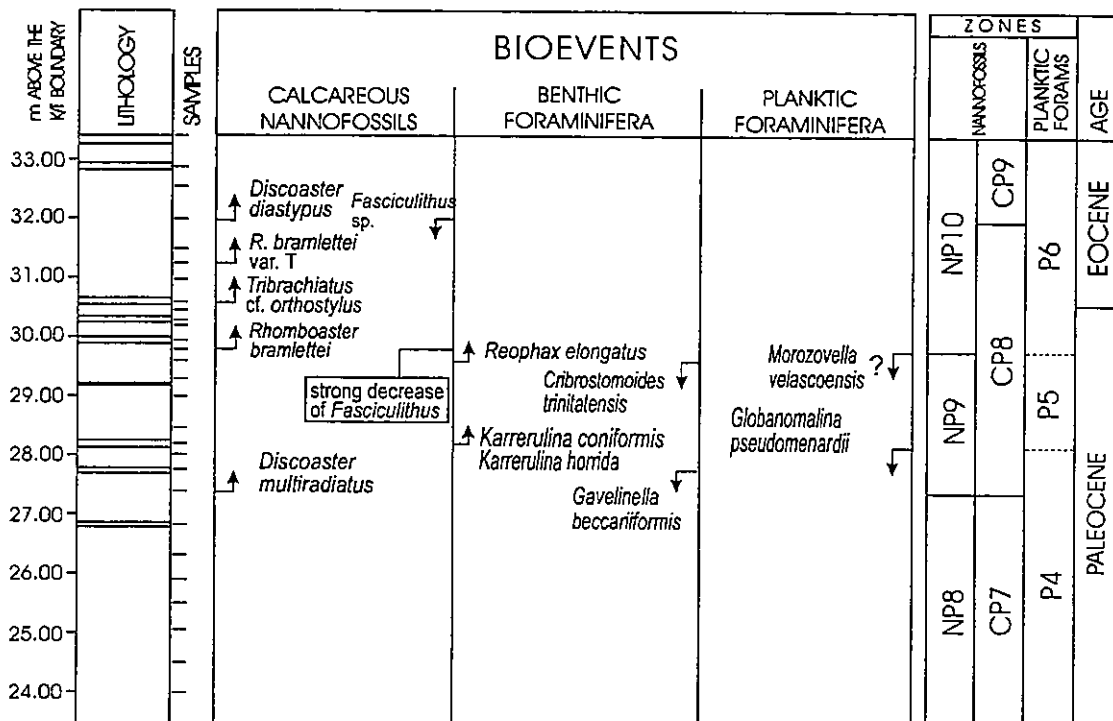 m ABOVE THE
K/T BOUNDARY
LITHOLOGY
SAMPLES
BIOEVENTS
CALCAREOUS
NANNOFOSSILS
BENTHIC
FORAMINIFERA
PLANKTIC
FORAMINIFERA
ZONES
NANNOFOSSILS
PLANKTIC
FORAMS
AGE
33.00
32.00
31.00
30.00
29.00
28.00
27.00
26.00
25.00
24.00
Discoaster
diastypus
Fasciculithus
sp.
R. bramlettei
var. T
Tribrachiatus
cf. orthostylus
Rhomboaster
bramlettei
strong decrease
of Fasciculithus
Discoaster
multiradiatus
Reophax elongatus
Cribrostomoides
trinitatensis
Karrerulina coniformis
Karrerulina horrida
Gavelinella
beccariiformis
Morozovella
velascoensis
?
Globanomalina
pseudomenardii
NP10
NP9
NP8
CP9
CP8
CP7
P6
P5
P4
EOCENE
PALEOCENE